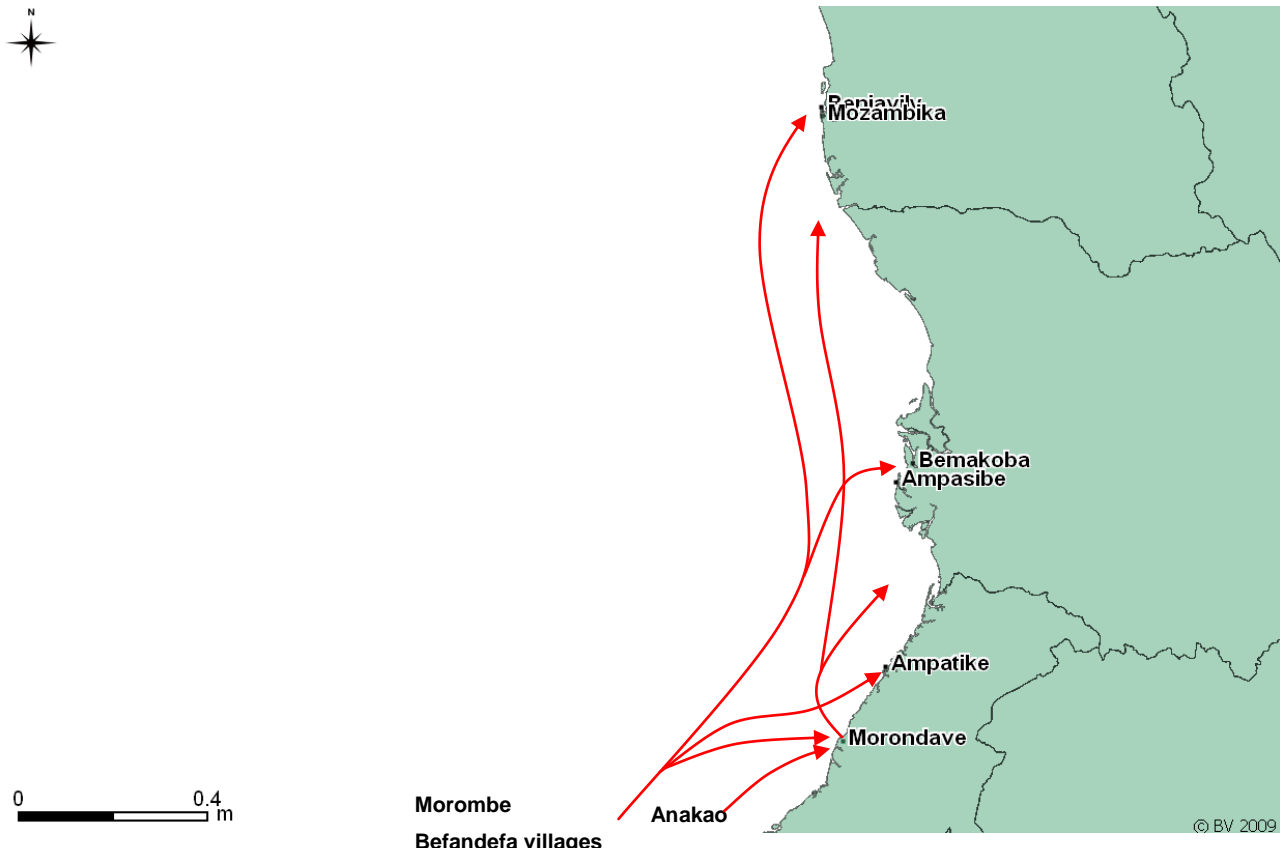 N
Mozambika
Bemakoba
Ampasibe
Ampatike
Morondave
0 0.4
m
Morombe
Anakao
Befandefa villages
© BV 2009